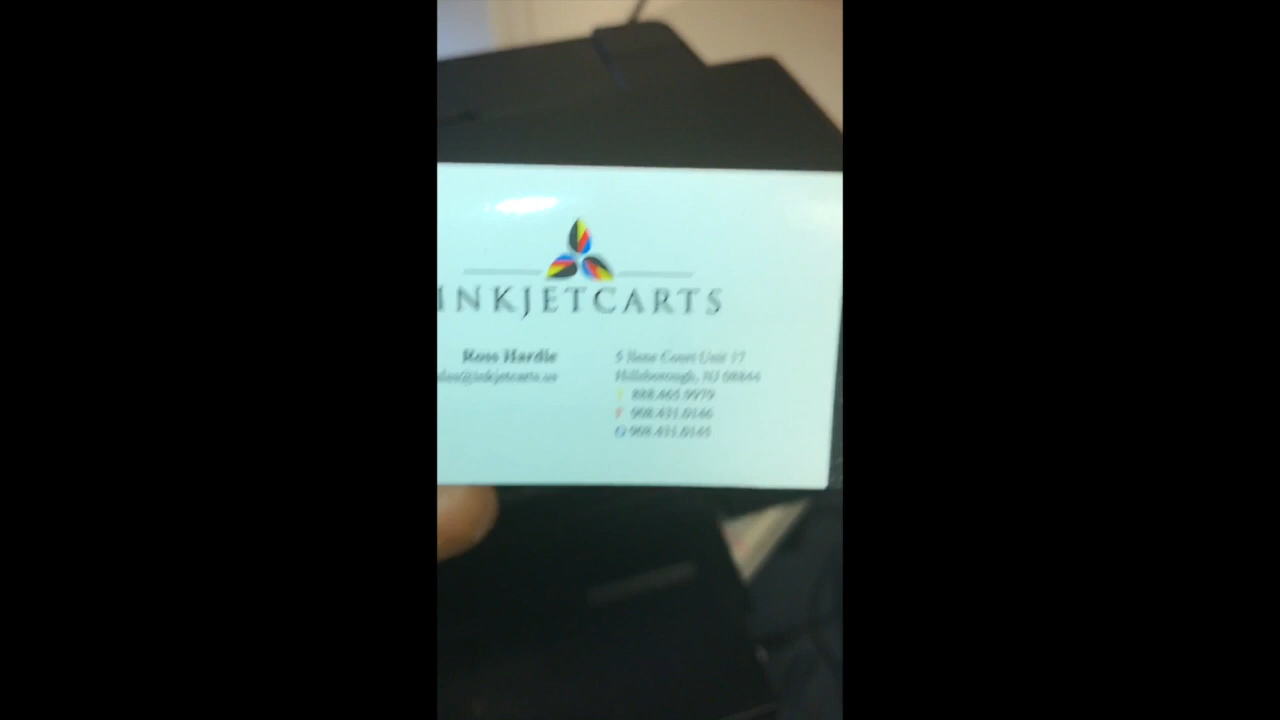 INKJETCARTS
Ross Hardie
5 Ilene Court Unit 17
Hillsborough, NJ 08844
888.465.9979
F 908.431.0146
O 908.431.0145